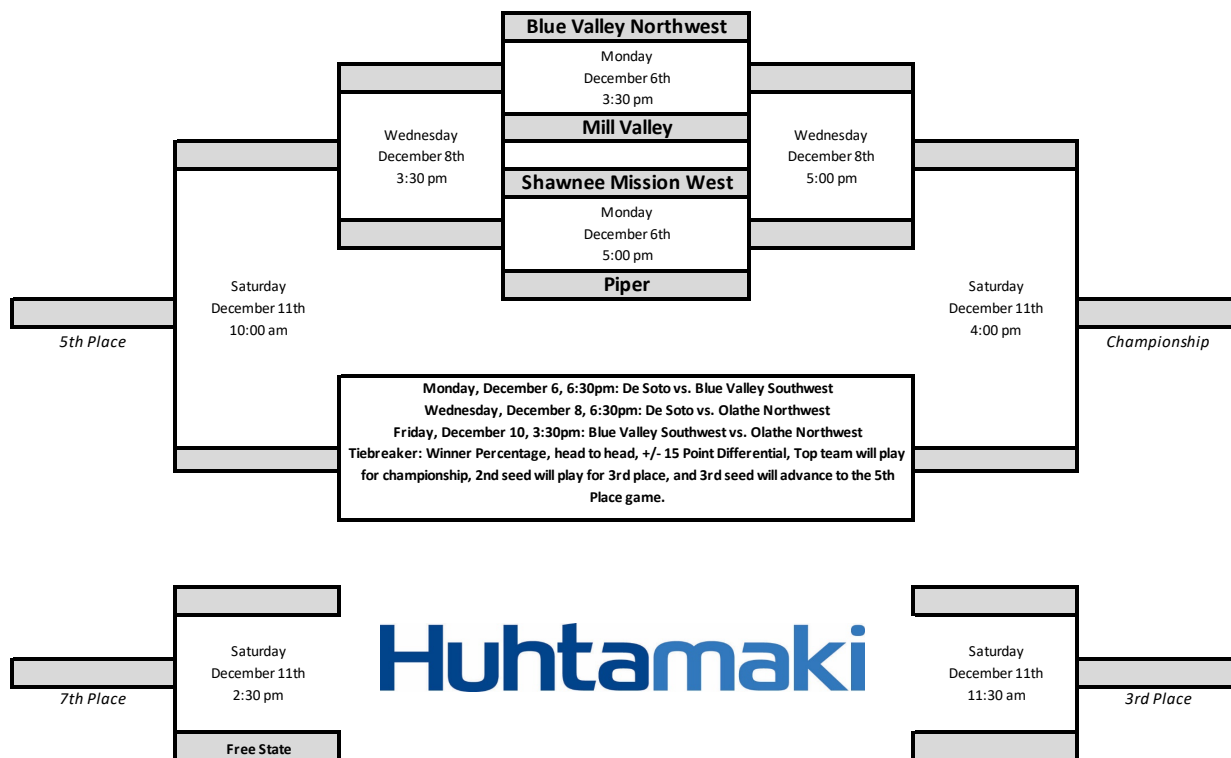 Blue Valley Northwest
Monday
December 6th
3:30 pm
Mill Valley
Wednesday
December 8th
3:30 pm
Wednesday
December 8th
5:00 pm
Shawnee Mission West
Monday
December 6th
5:00 pm
Piper
Saturday
December 11th
10:00 am
Saturday
December 11th
4:00 pm
5th Place
Championship
Monday, December 6, 6:30pm: De Soto vs. Blue Valley Southwest
Wednesday, December 8, 6:30pm: De Soto vs. Olathe Northwest
Friday, December 10, 3:30pm: Blue Valley Southwest vs. Olathe Northwest
Tiebreaker: Winner Percentage, head to head, +/- 15 Point Differential, Top team will play
for championship, 2nd seed will play for 3rd place, and 3rd seed will advance to the 5th
Place game.
Huhtamaki
Saturday
December 11th
2:30 pm
Saturday
December 11th
11:30 am
7th Place
3rd Place
Free State